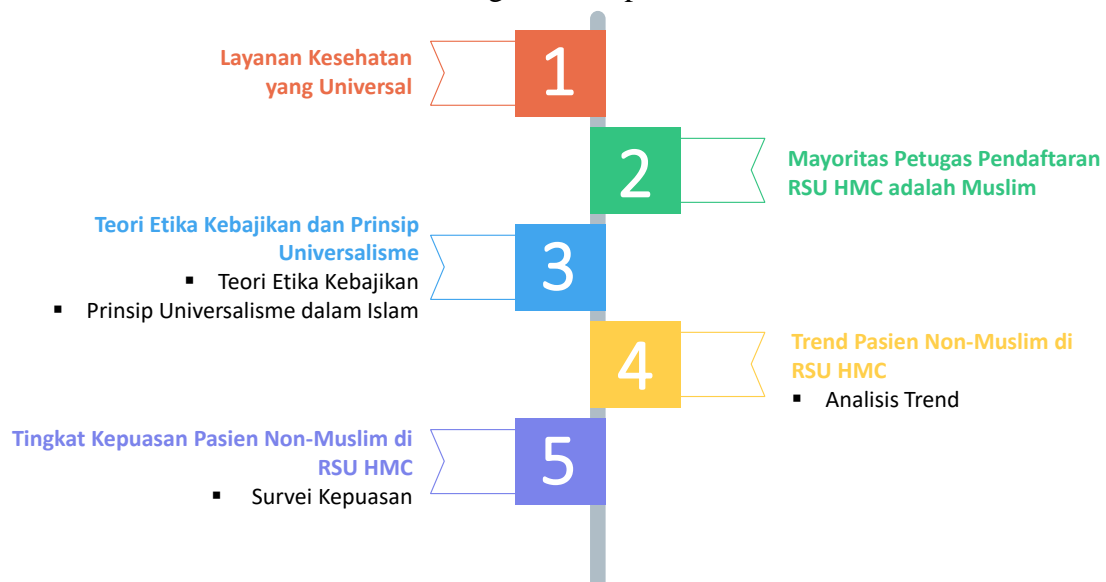 1
Layanan Kesehatan
yang Universal
2
Mayoritas Petugas Pendaftaran
RSU HMC adalah Muslim
3
Teori Etika Kebajikan dan Prinsip
Universalisme
▪ Teori Etika Kebajikan
▪ Prinsip Universalisme dalam Islam
4
Trend Pasien Non-Muslim di
RSU HMC
▪ Analisis Trend
5
Tingkat Kepuasan Pasien Non-Muslim di
RSU HMC
▪ Survei Kepuasan